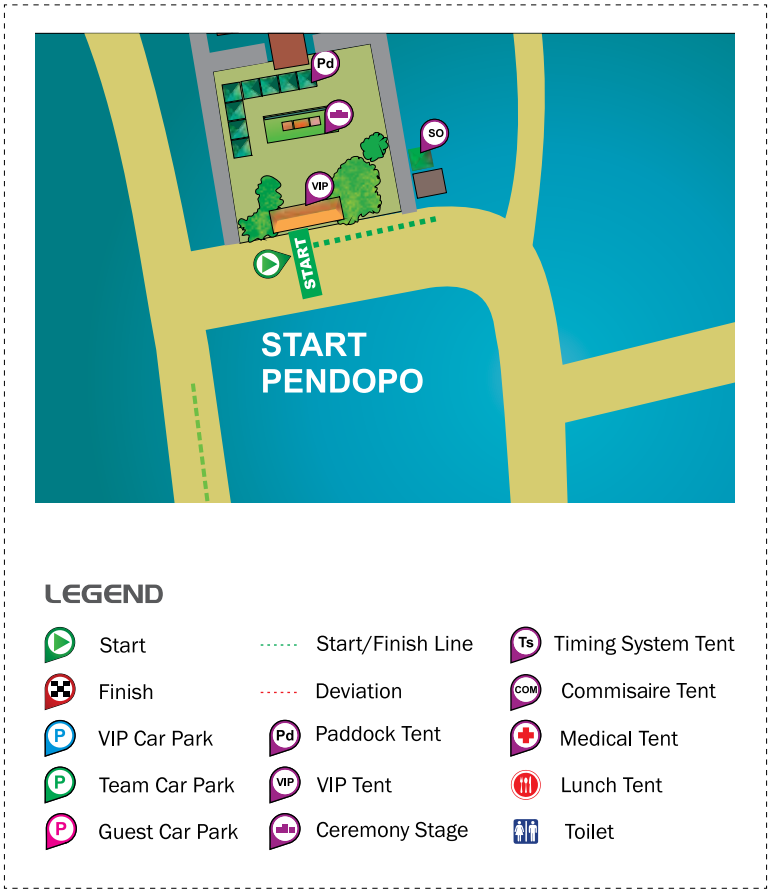 Pd
SO
VIP
START
START
PENDOPO
LEGEND
Start
Finish
P VIP Car Park
P Team Car Park
P Guest Car Park
Start/Finish Line
Deviation
Pd Paddock Tent
VIP VIP Tent
Ceremony Stage
Ts Timing System Tent
COM Commisaire Tent
Medical Tent
Lunch Tent
Toilet